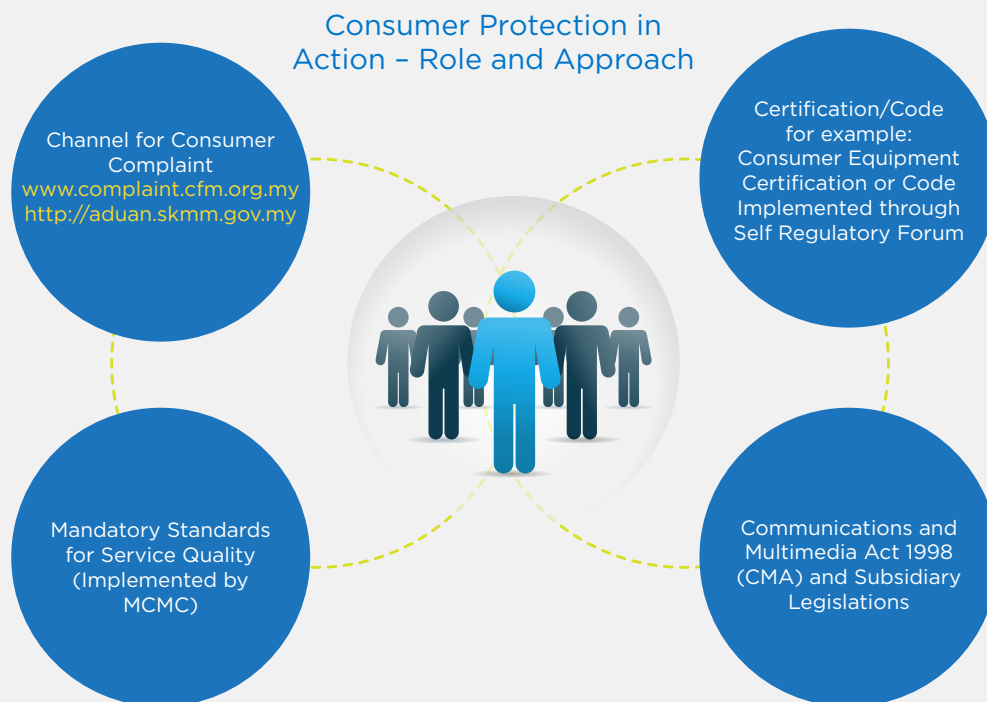 Consumer Protection in
Action – Role and Approach
Channel for Consumer
Complaint
www.complaint.cfm.org.my
http://aduan.skmm.gov.my
Certification/Code
for example:
Consumer Equipment
Certification or Code
Implemented through
Self Regulatory Forum
Mandatory Standards
for Service Quality
(Implemented by
MCMC)
Communications and
Multimedia Act 1998
(CMA) and Subsidiary
Legislations